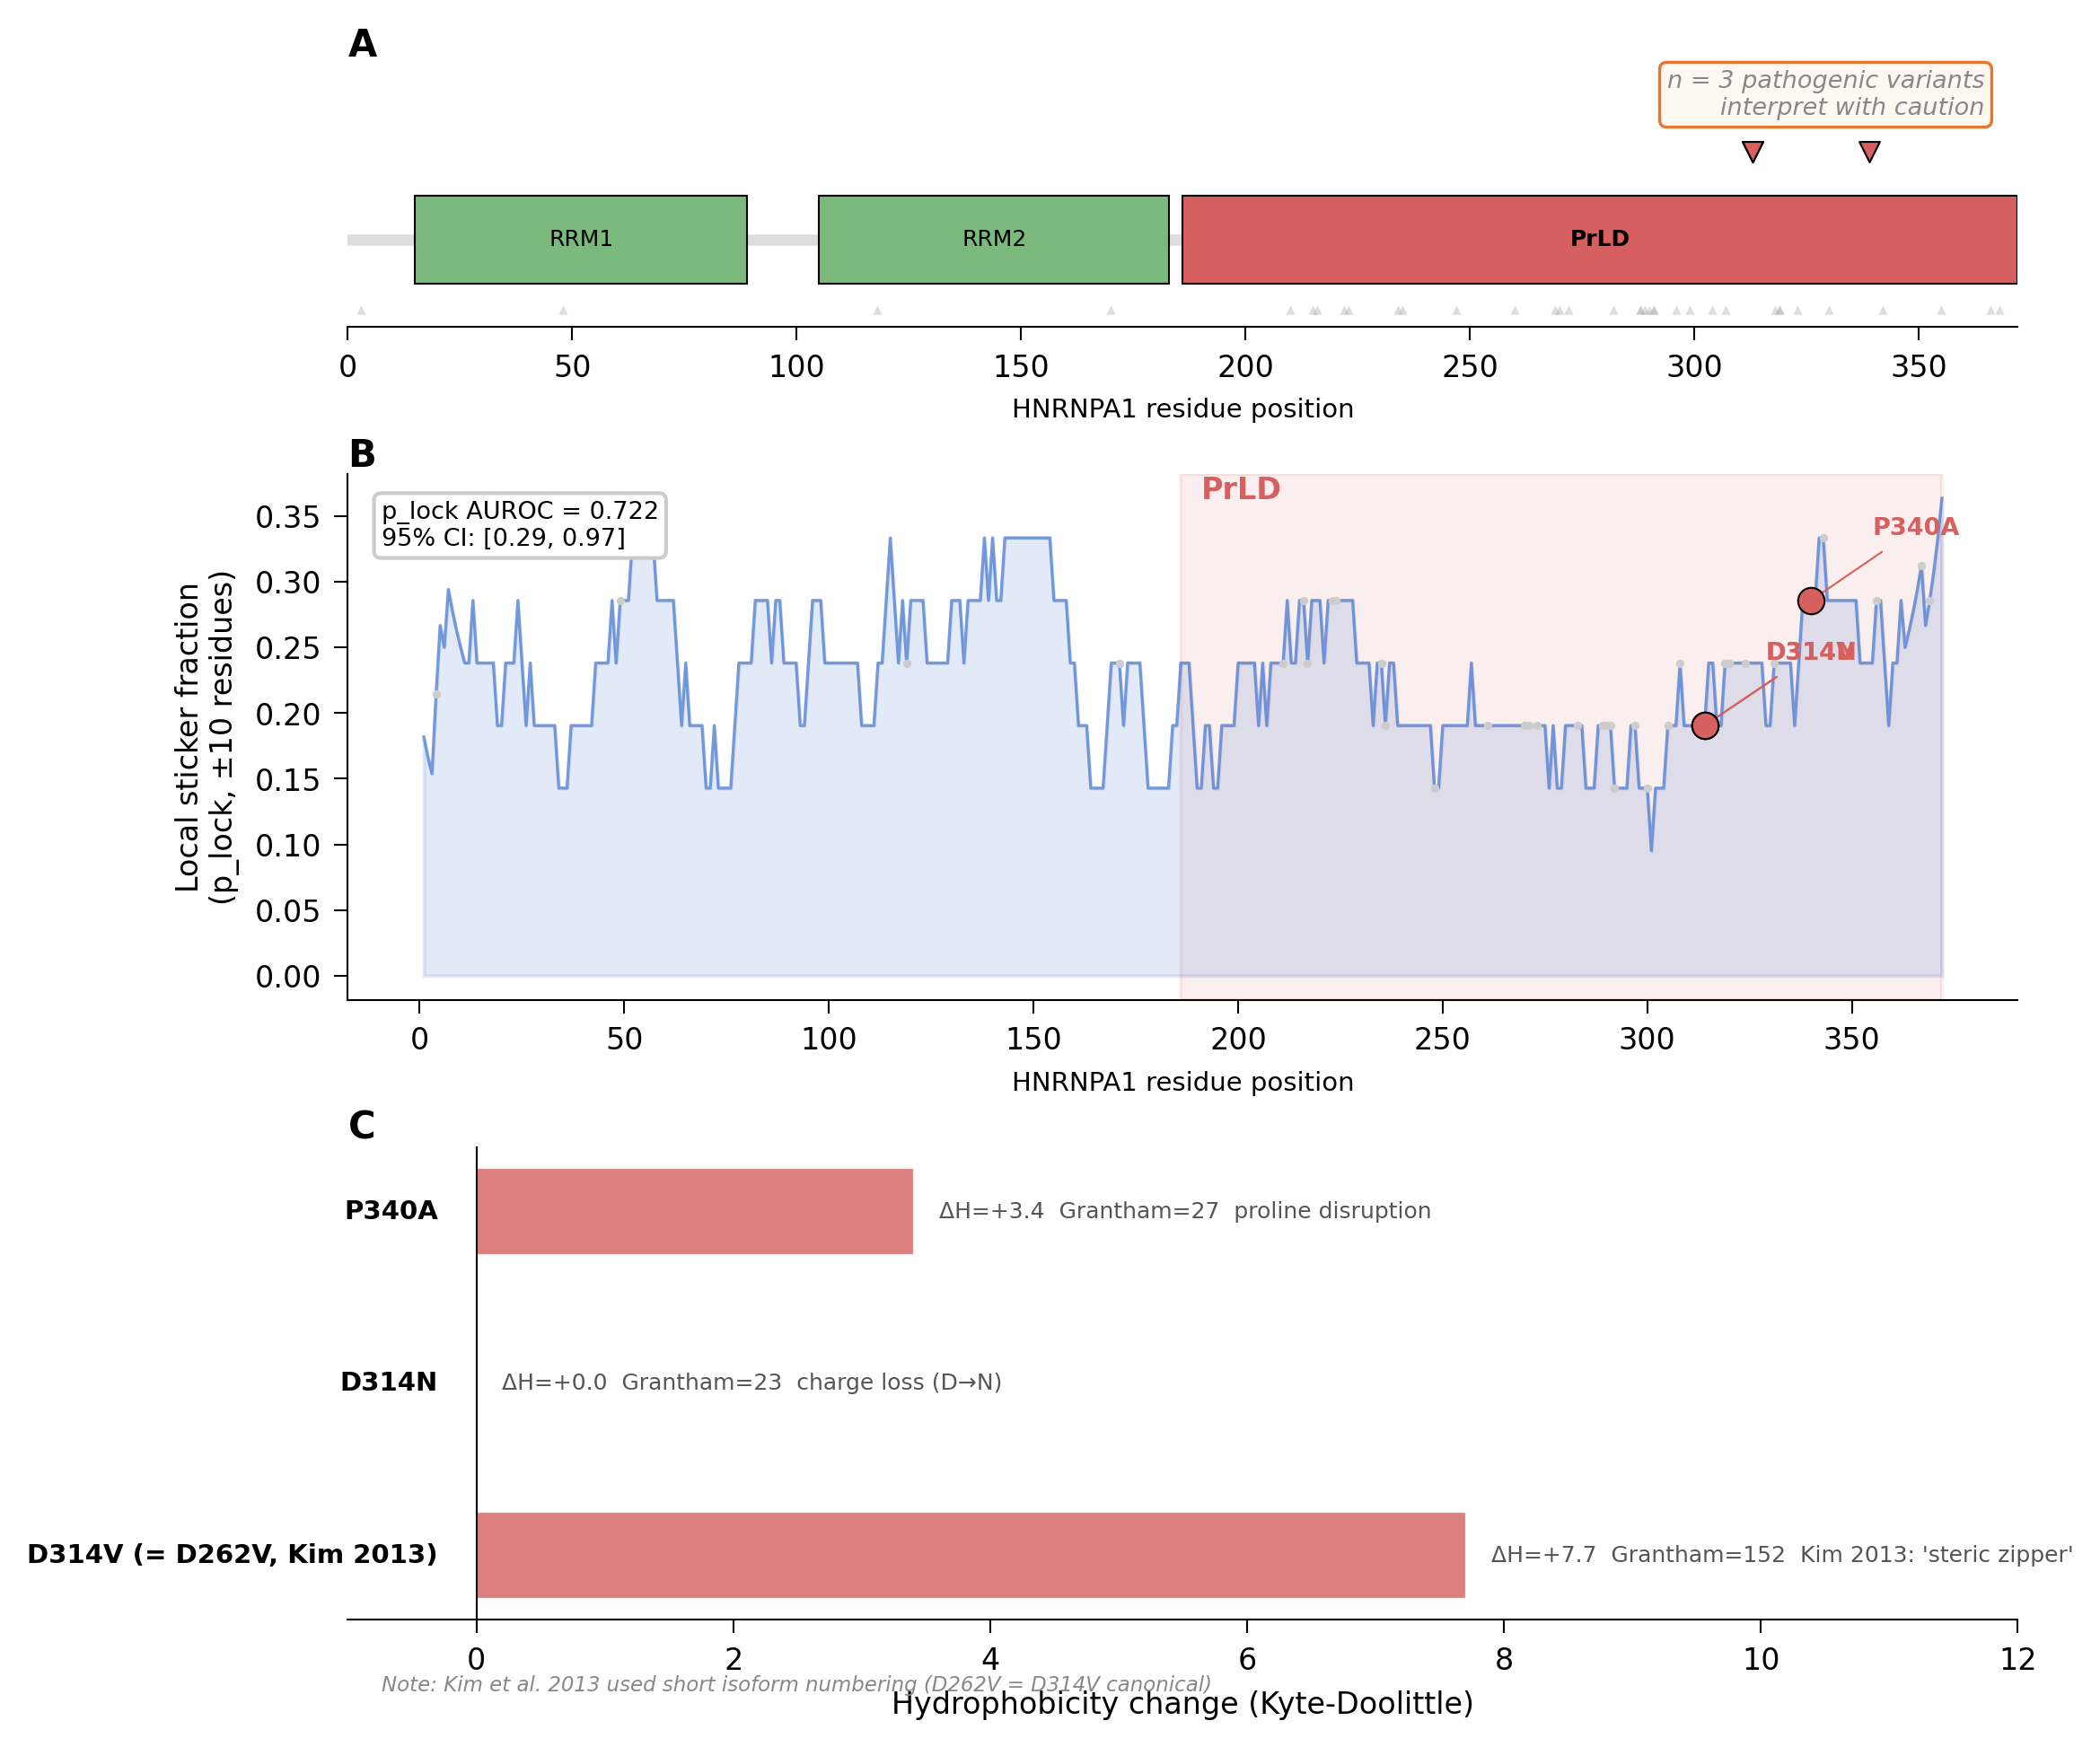 A
n = 3 pathogenic variants
interpret with caution
RRM1
RRM2
PrLD
0
50
100
150
200
250
300
350
HNRNPA1 residue position
B
Local sticker fraction
(p_lock, ±10 residues)
0.35
0.30
0.25
0.20
0.15
0.10
0.05
0.00
p_lock AUROC = 0.722
95% CI: [0.29, 0.97]
PrLD
P340A
0
50
100
150
200
250
300
350
HNRNPA1 residue position
C
P340A
ΔH=+3.4 Grantham=27 proline disruption
D314N
ΔH=+0.0 Grantham=23 charge loss (D→N)
D314V (= D262V, Kim 2013)
ΔH=+7.7 Grantham=152 Kim 2013: 'steric zipper'
0
2
4
6
8
10
12
Note: Kim et al. 2013 used short isoform numbering (D262V = D314V canonical)
Hydrophobicity change (Kyte-Doolittle)